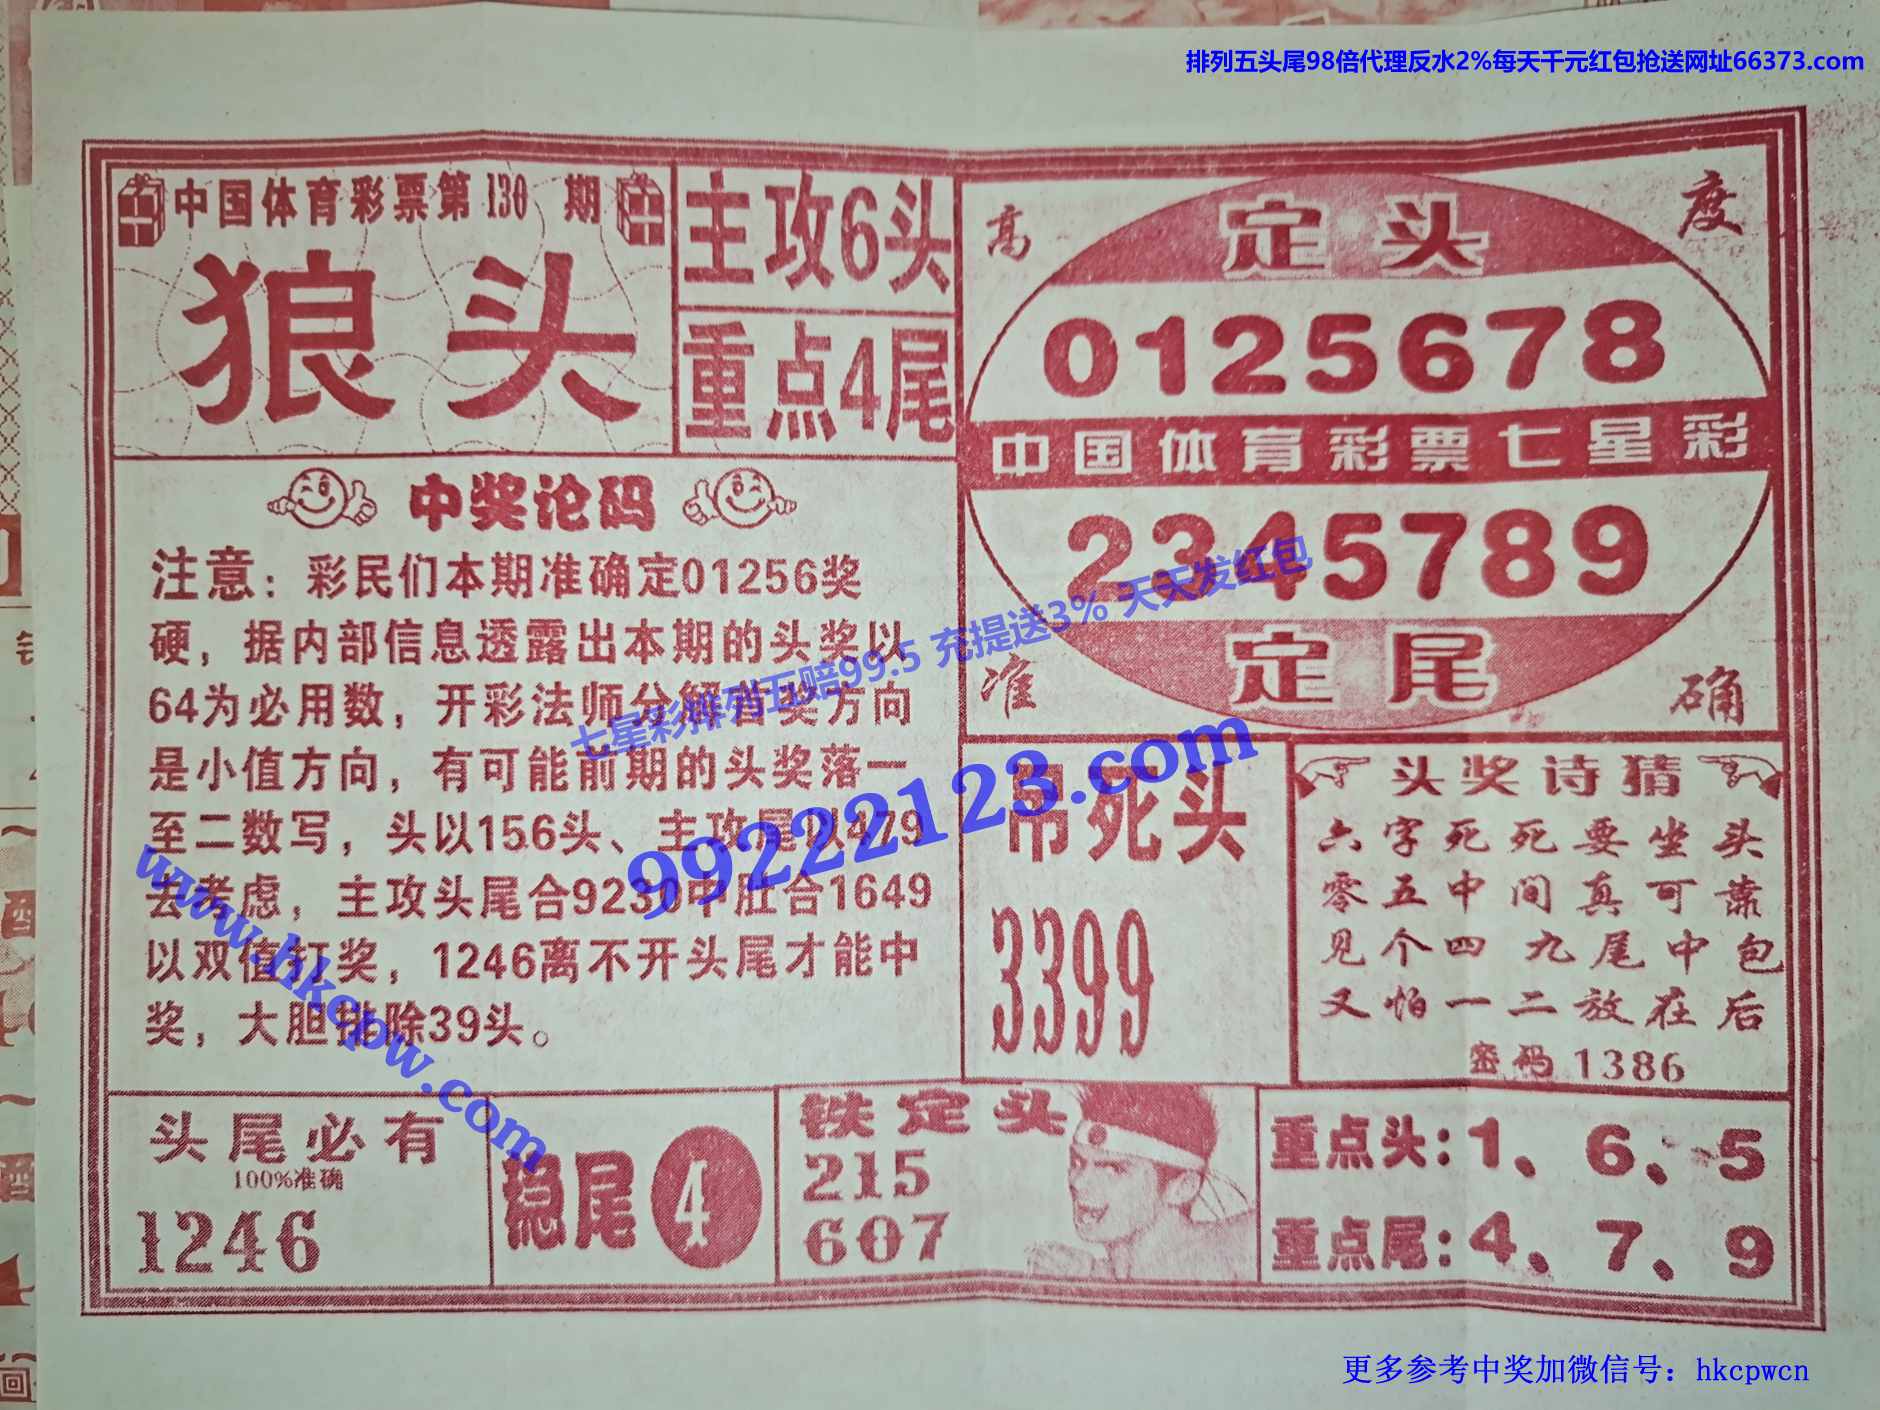 排列五头尾98倍代理反水2%每天千元红包抢送网址66373.com
中国体育彩票第130 期
狼头
主攻6头
重点4尾
高
度
定头
0125678
中国体育彩票七星彩
2345789
定尾
准
确
中奖论码
注意：彩民们本期准确定01256奖
硬，据内部信息透露出本期的头奖以
64为必用数，开彩法师分解首奖方向
是小值方向，有可能前期的头奖落一
至二数写，头以156头、主攻尾以479
去考虑，主攻头尾合9230中肚合1649
以双值打奖，1246离不开头尾才能中
奖，大胆排除39头。
七星彩排列五赔99.5 充提送3% 天天发红包
99222123.com
www.hkcpw.com
吊死头
3399
头奖诗猜
六字死死要坐头
零五中间真可靠
见个四九尾中包
又怕一二放在后
密码1386
头尾必有
100%准确
1246
稳尾 4
铁定头
215
607
重点头：1、6、5
重点尾：4、7、9
更多参考中奖加微信号：hkcpwcn